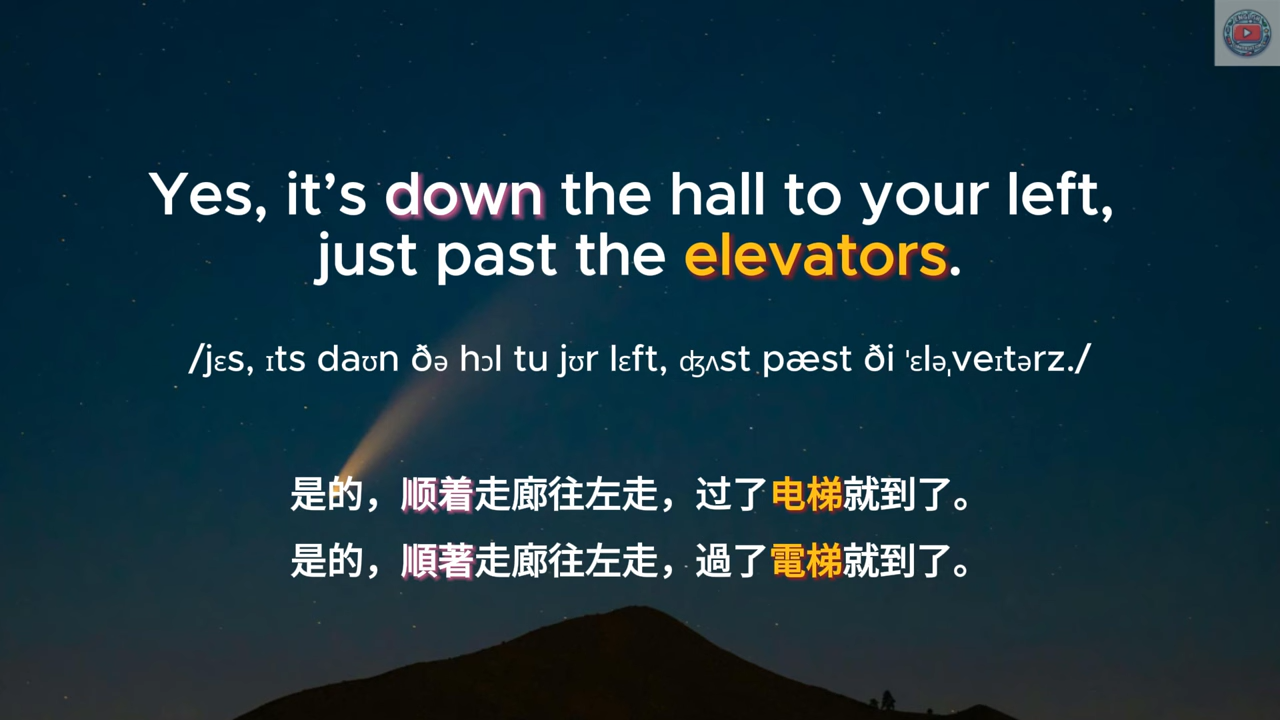 Yes, it’s down the hall to your left,
just past the elevators.
/jɛs, ɪts daʊn ðə hɔl tu jʊr lɛft, ʤʌst pæst ði ˈɛləˌveɪtərz./
是的，顺着走廊往左走，过了电梯就到了。
是的，順著走廊往左走，過了電梯就到了。